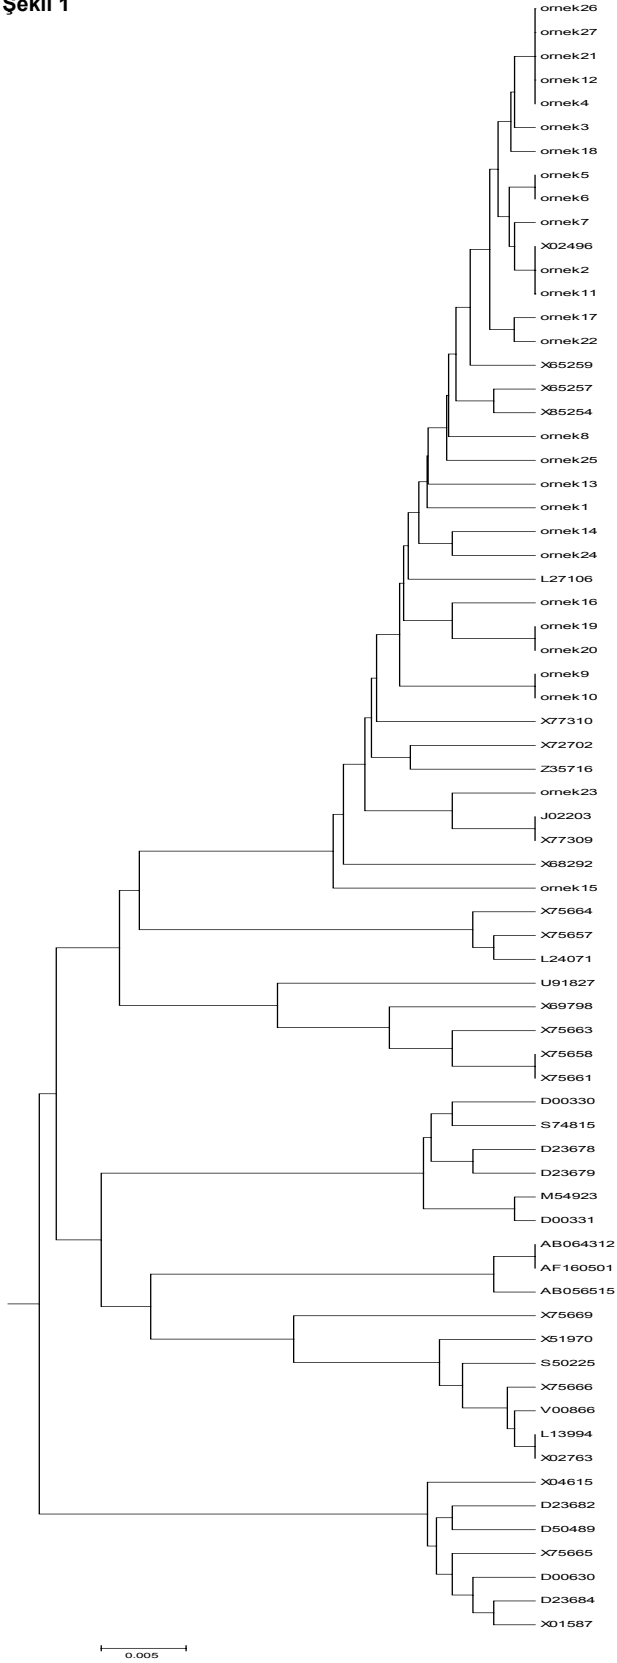 Şekil 1
ornek26
ornek27
ornek21
ornek12
ornek4
ornek3
ornek18
ornek5
ornek6
ornek7
X02496
ornek2
ornek11
ornek17
ornek22
X65259
X65257
X85254
ornek8
ornek25
ornek13
ornek1
ornek14
ornek24
L27106
ornek16
ornek19
ornek20
ornek9
ornek10
X77310
X72702
Z35716
ornek23
J02203
X77309
X68292
ornek15
X75664
X75657
L24071
U91827
X69798
X75663
X75658
X75661
D00330
S74815
D23678
D23679
M54923
D00331
AB064312
AF160501
AB056515
X75669
X51970
S50225
X75666
V00866
L13994
X02763
X04615
D23682
D50489
X75665
D00630
D23684
X01587
0.005